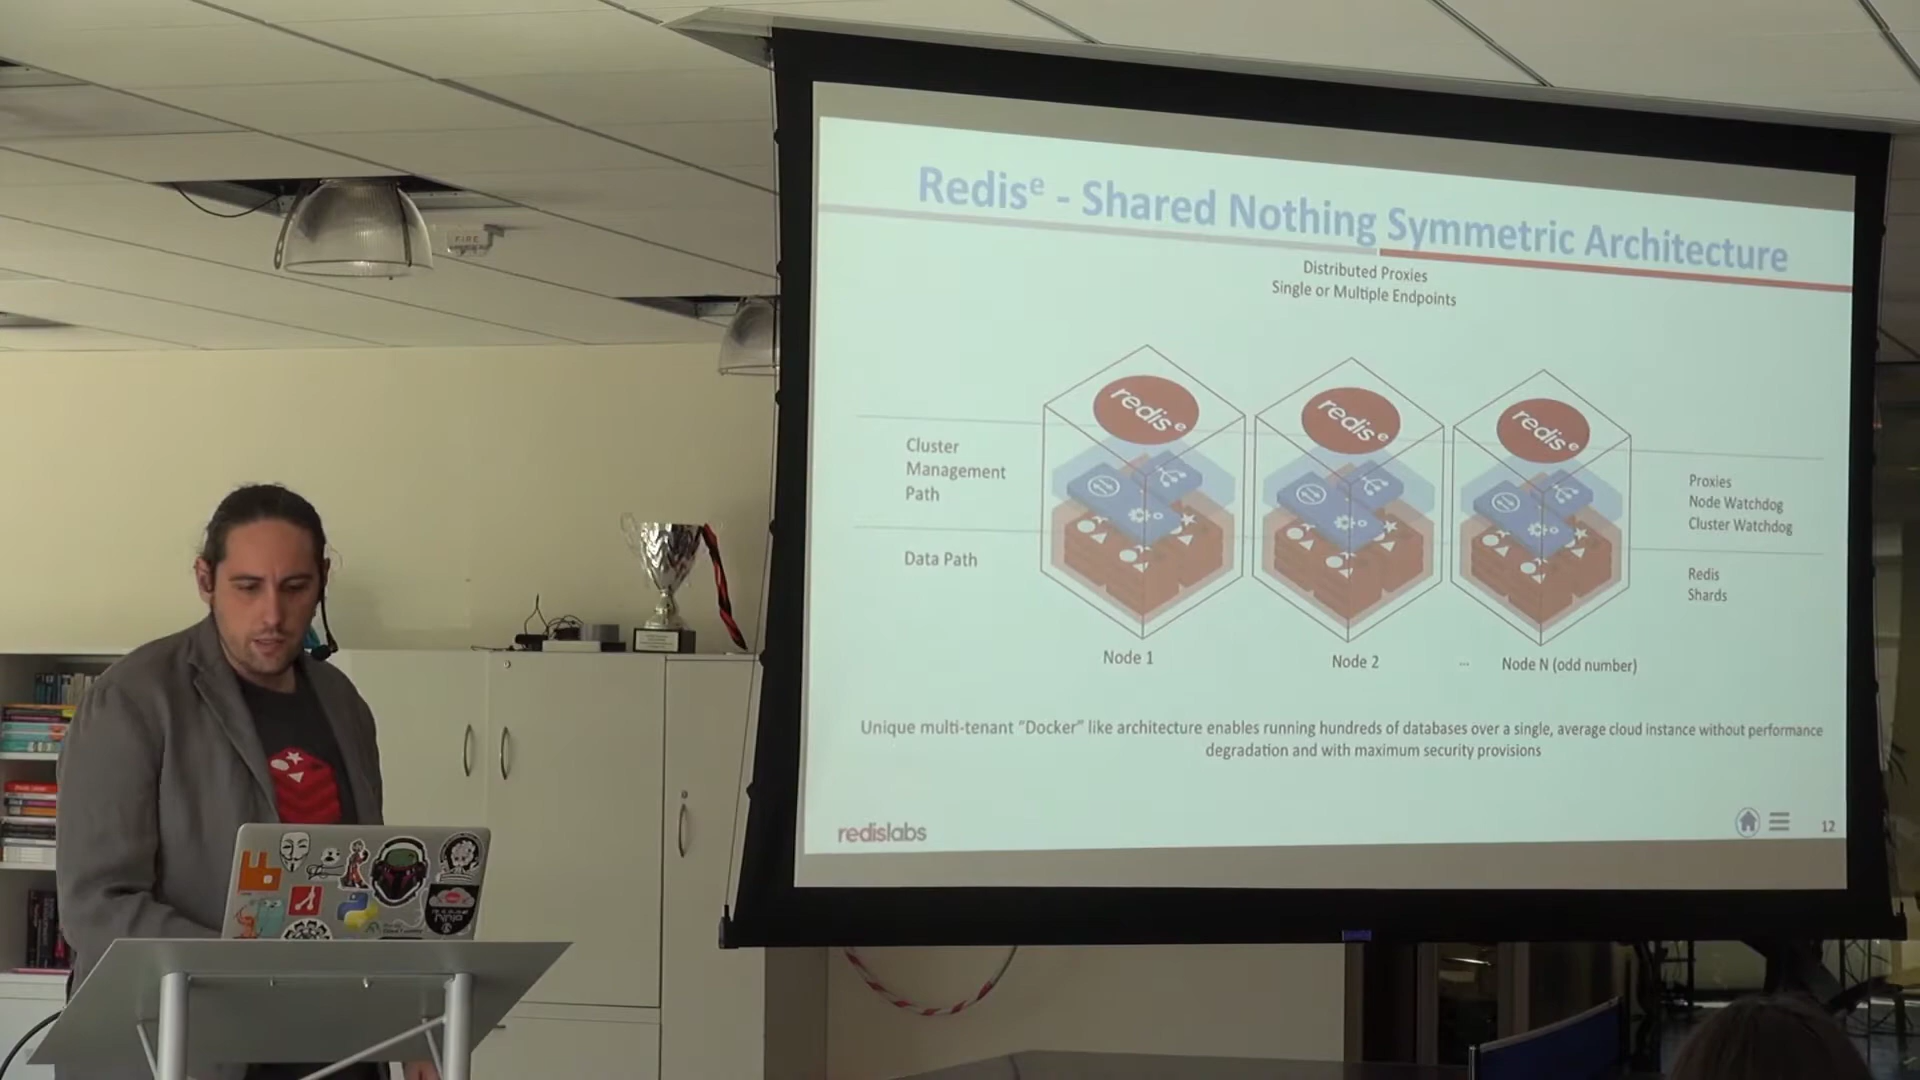 FIRE
Redisᵉ - Shared Nothing Symmetric Architecture
Distributed Proxies
Single or Multiple Endpoints
redisᵉ
redisᵉ
redisᵉ
Cluster
Management
Path
Data Path
Proxies
Node Watchdog
Cluster Watchdog
Redis
Shards
Node 1
Node 2
...
Node N (odd number)
Unique multi-tenant “Docker” like architecture enables running hundreds of databases over a single, average cloud instance without performance
degradation and with maximum security provisions
redislabs
12